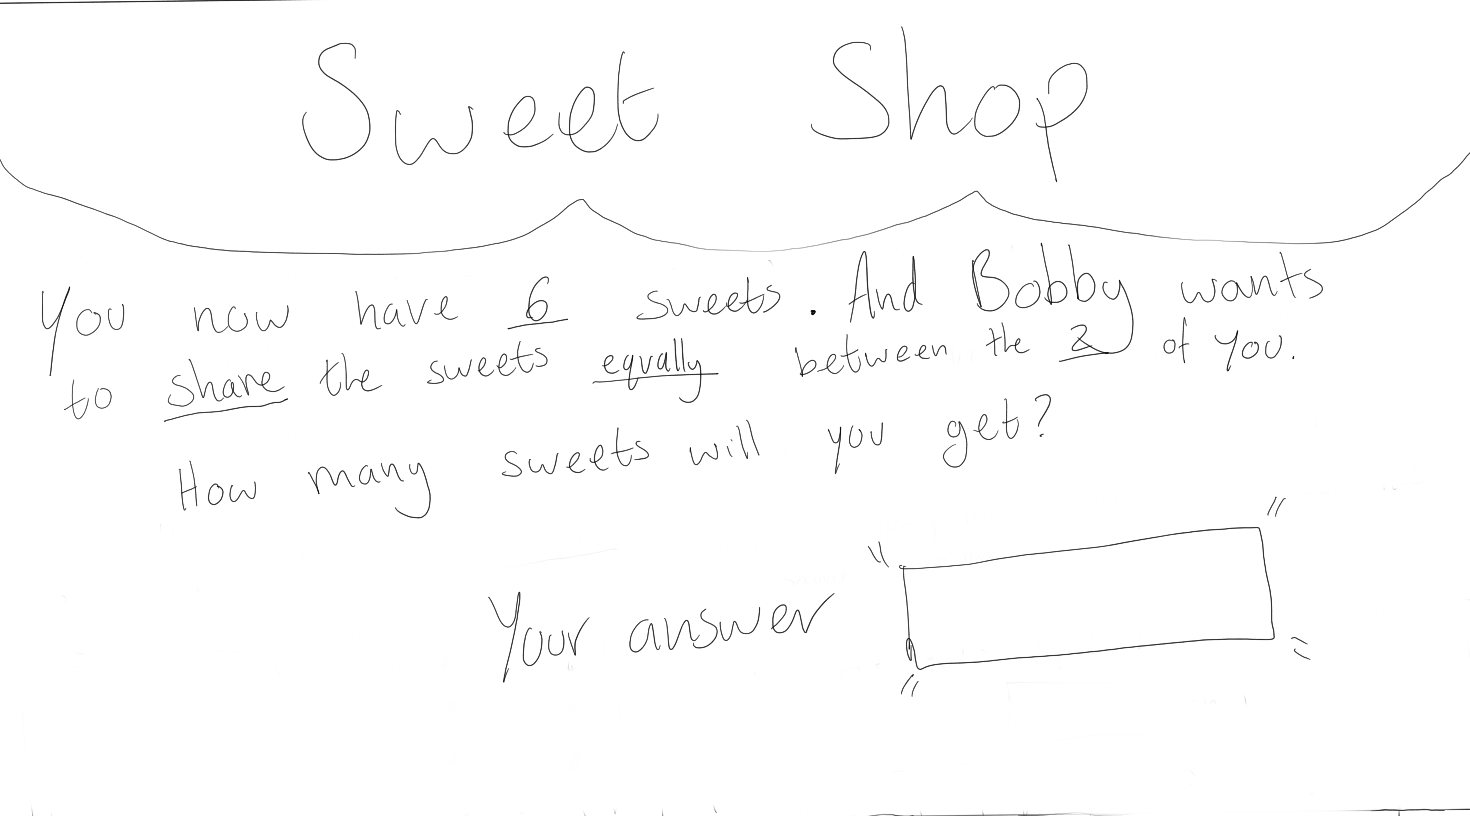 Sweet Shop
You now have 6 sweets. And Bobby wants
to share the sweets equally between the 2 of you.
How many sweets will you get?
Your answer